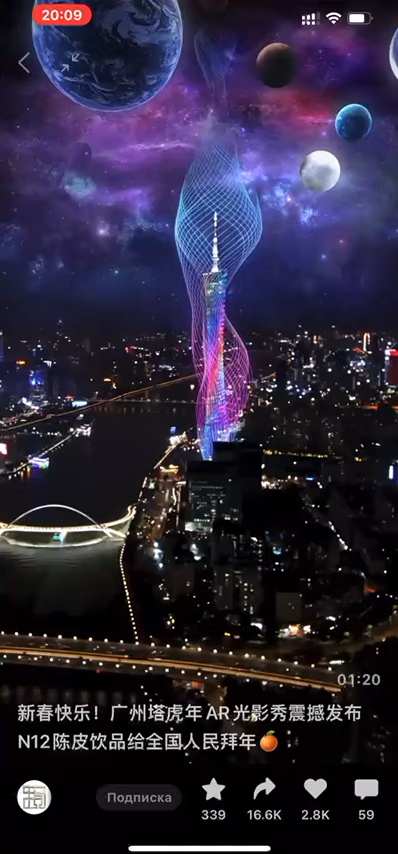 20:09
01:20
新春快乐！广州塔虎年AR光影秀震撼发布
N12陈皮饮品给全国人民拜年🍊
Подписка
339
16.6K
2.8K
59